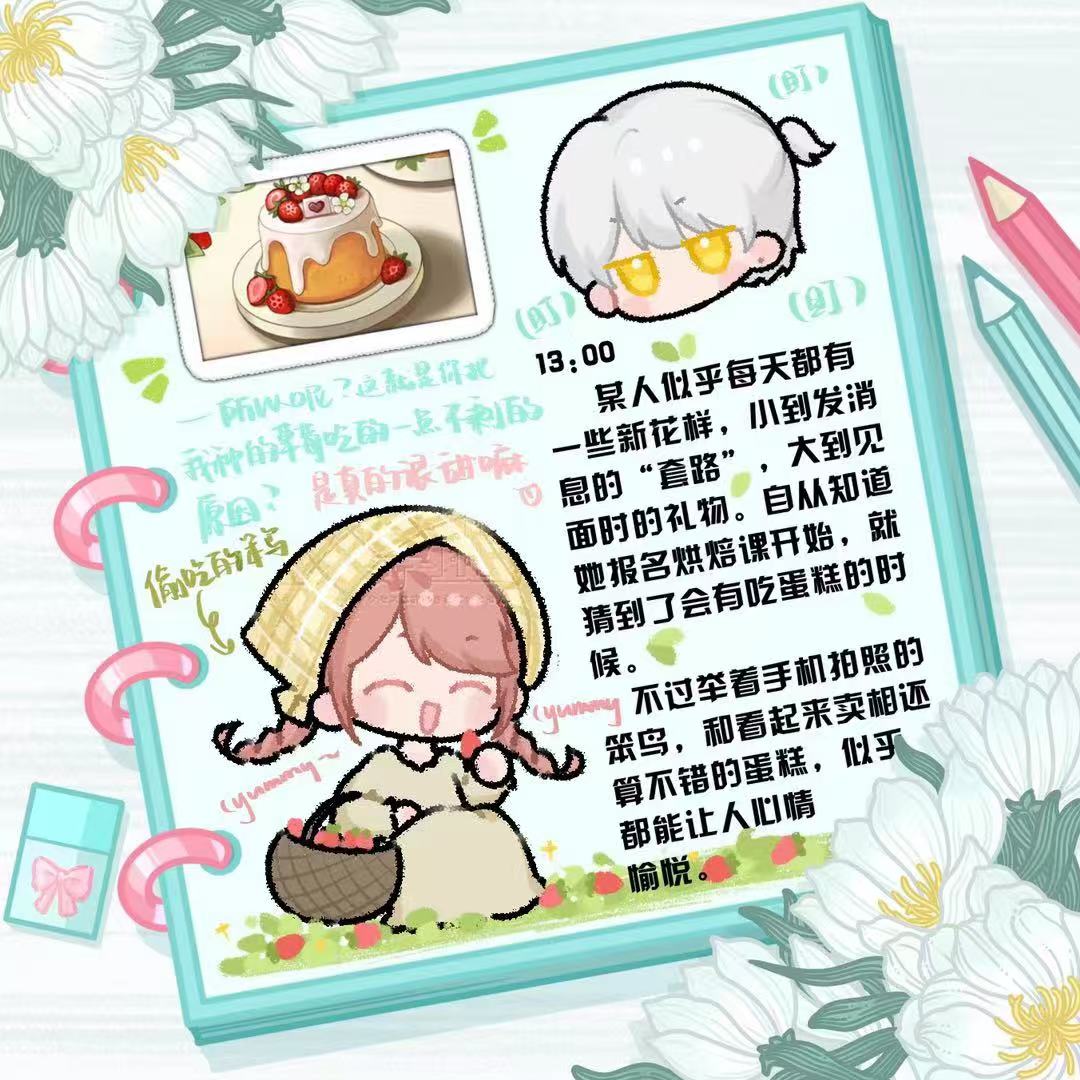 (盯)
(盯)
(盯)
13:00
某人似乎每天都有
一些新花样，小到发消
息的“套路”，大到见
面时的礼物。自从知道
她报名烘焙课开始，就
猜到了会有吃蛋糕的时
候。
不过举着手机拍照的
笨鸟，和看起来卖相还
算不错的蛋糕，似乎
都能让人心情
愉悦。
—所以呢？这就是你把
我种的草莓吃的一点不剩的
原因？
是真的很甜嘛
偷吃的笨鸟
(yummy
(yummy~